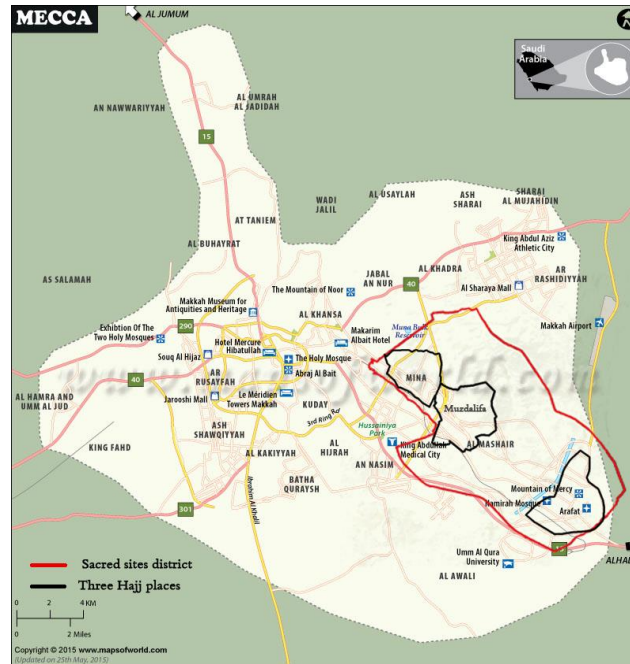 MECCA
AL JUMUM
Saudi
Arabia
AN NAWWARIYYAH
AL UMRAH
AL JADIDAH
15
WADI
JALIL
AL USAYLAH
ASH
SHARAI
SHARAI
AL MUJAHIDIN
AT TANIEM
AL BUHAYRAT
King Abdul Aziz
Athletic City
AS SALAMAH
The Mountain of Noor
JABAL
AN NUR
40
AL KHADRA
AR
RASHIDIYYAH
Al Sharaya Mall
Makkah Museum for
Antiquities and Heritage
AL KHANSA
Makkah Airport
290
Exhibtion Of The
Two Holy Mosques
Hotel Mercure
Hibatullah
Makarim
Albait Hotel
Souq Al Hijaz
The Holy Mosque
Abraj Al Bait
MINA
AR
RUSAYFAH
40
AL HAMRA AND
UMM AL JUD
Jarooshi Mall
Le Méridien
Towers Makkah
KUDAY
Murdalifa
3rd Ring Rd
Hussainiya
Park
ASH
SHAWQIYYAH
KING FAHD
AL KAKIYYAH
AL
HIJRAH
King Abdullah
Medical City
AL MASHAIR
AN NASIM
BATHA
QURAYSH
Ibrahim Al Khalil
Mountain of Mercy
Namirah Mosque
Arafat
301
Umm Al Qura
University
ALHAD
AL AWALI
Sacred sites district
Three Hajj places
0 2 4 KM
0 2 Miles
Copyright © 2015 www.mapsofworld.com
(Updated on 25th May, 2015)